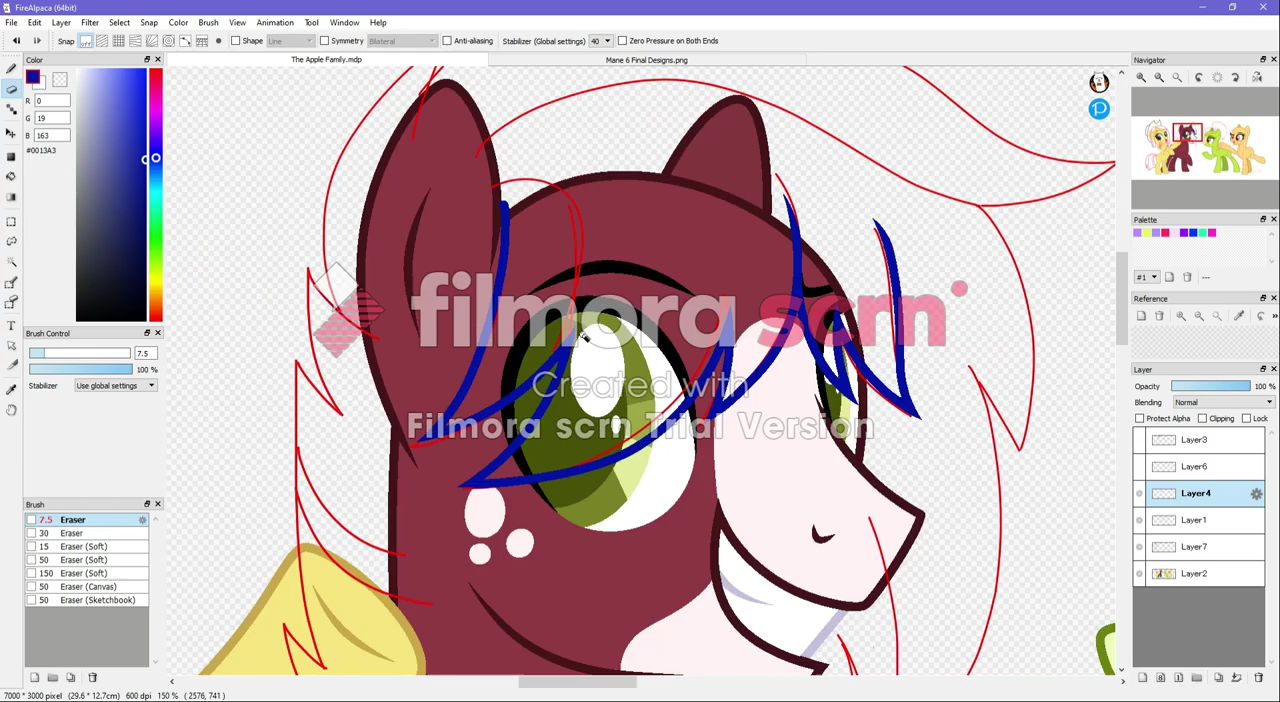 FireAlpaca (64bit)
File Edit Layer Filter Select Snap Color Brush View Animation Tool Window Help
Snap OFF Shape Line Symmetry Bilateral Anti-aliasing Stabilizer (Global settings) 40 Zero Pressure on Both Ends
Color
The Apple Family.mdp
Mane 6 Final Designs.png
Navigator
R 0
G 19
B 163
#0013A3
P
Palette
#1
---
Reference
Brush Control
7.5
100 %
Stabilizer Use global settings
Layer
Opacity 100 %
Blending Normal
Protect Alpha Clipping Lock
Layer3
Layer6
Layer4
Layer1
Layer7
Layer2
filmora scrn
Created with
Filmora scrn Trial Version
Brush
7.5 Eraser
30 Eraser
15 Eraser (Soft)
50 Eraser (Soft)
150 Eraser (Soft)
50 Eraser (Canvas)
50 Eraser (Sketchbook)
7000 * 3000 pixel (29.6 * 12.7cm) 600 dpi 150 % ( 2576, 741 )